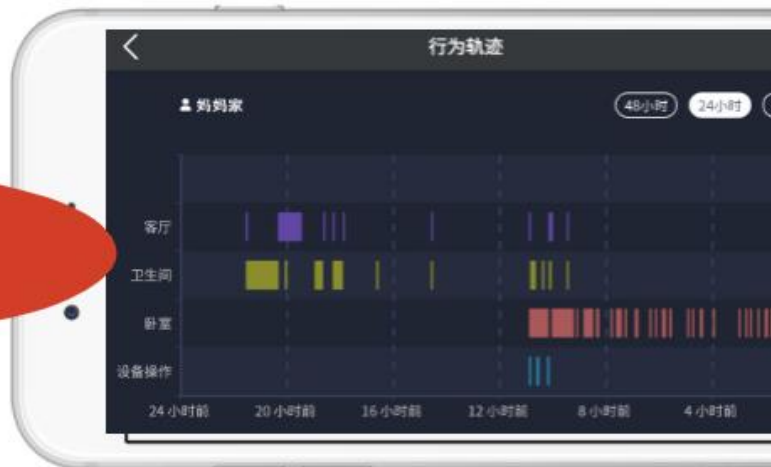 行为轨迹
妈妈家
48小时 24小时
客厅
卫生间
卧室
设备操作
24 小时前 20 小时前 16 小时前 12 小时前 8 小时前 4 小时前